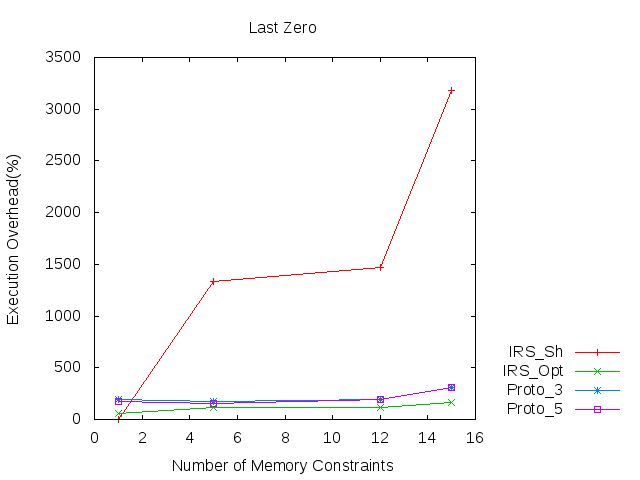 Last Zero
3500
3000
2500
2000
1500
1000
500
0
Execution Overhead(%)
0 2 4 6 8 10 12 14 16
Number of Memory Constraints
IRS_Sh
IRS_Opt
Proto_3
Proto_5